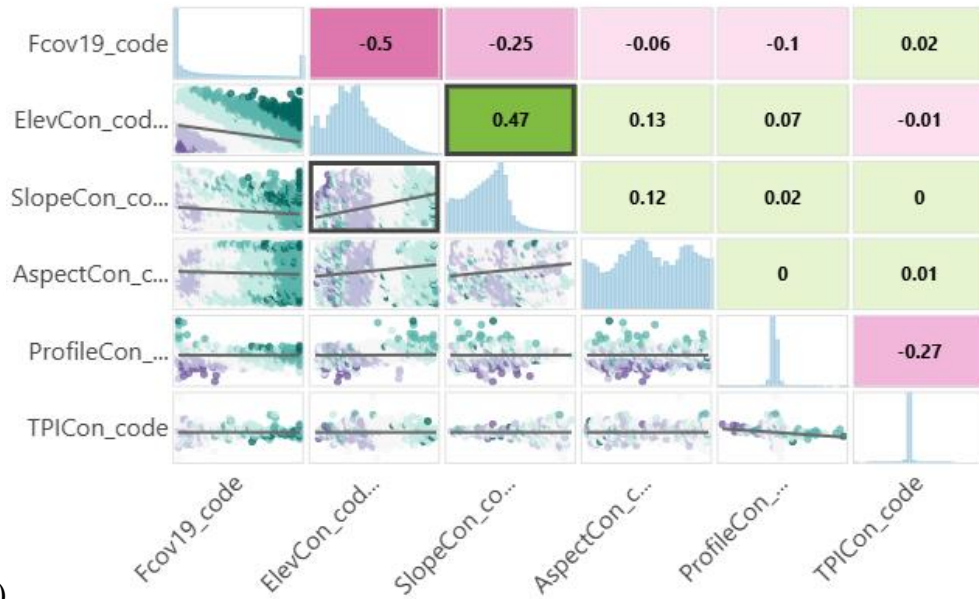 Fcov19_code -0.5 -0.25 -0.06 -0.1 0.02
ElevCon_cod... 0.47 0.13 0.07 -0.01
SlopeCon_co... 0.12 0.02 0
AspectCon_c... 0 0.01
ProfileCon_... -0.27
TPICon_code
Fcov19_code ElevCon_cod... SlopeCon_co... AspectCon_c... ProfileCon_... TPICon_code
)